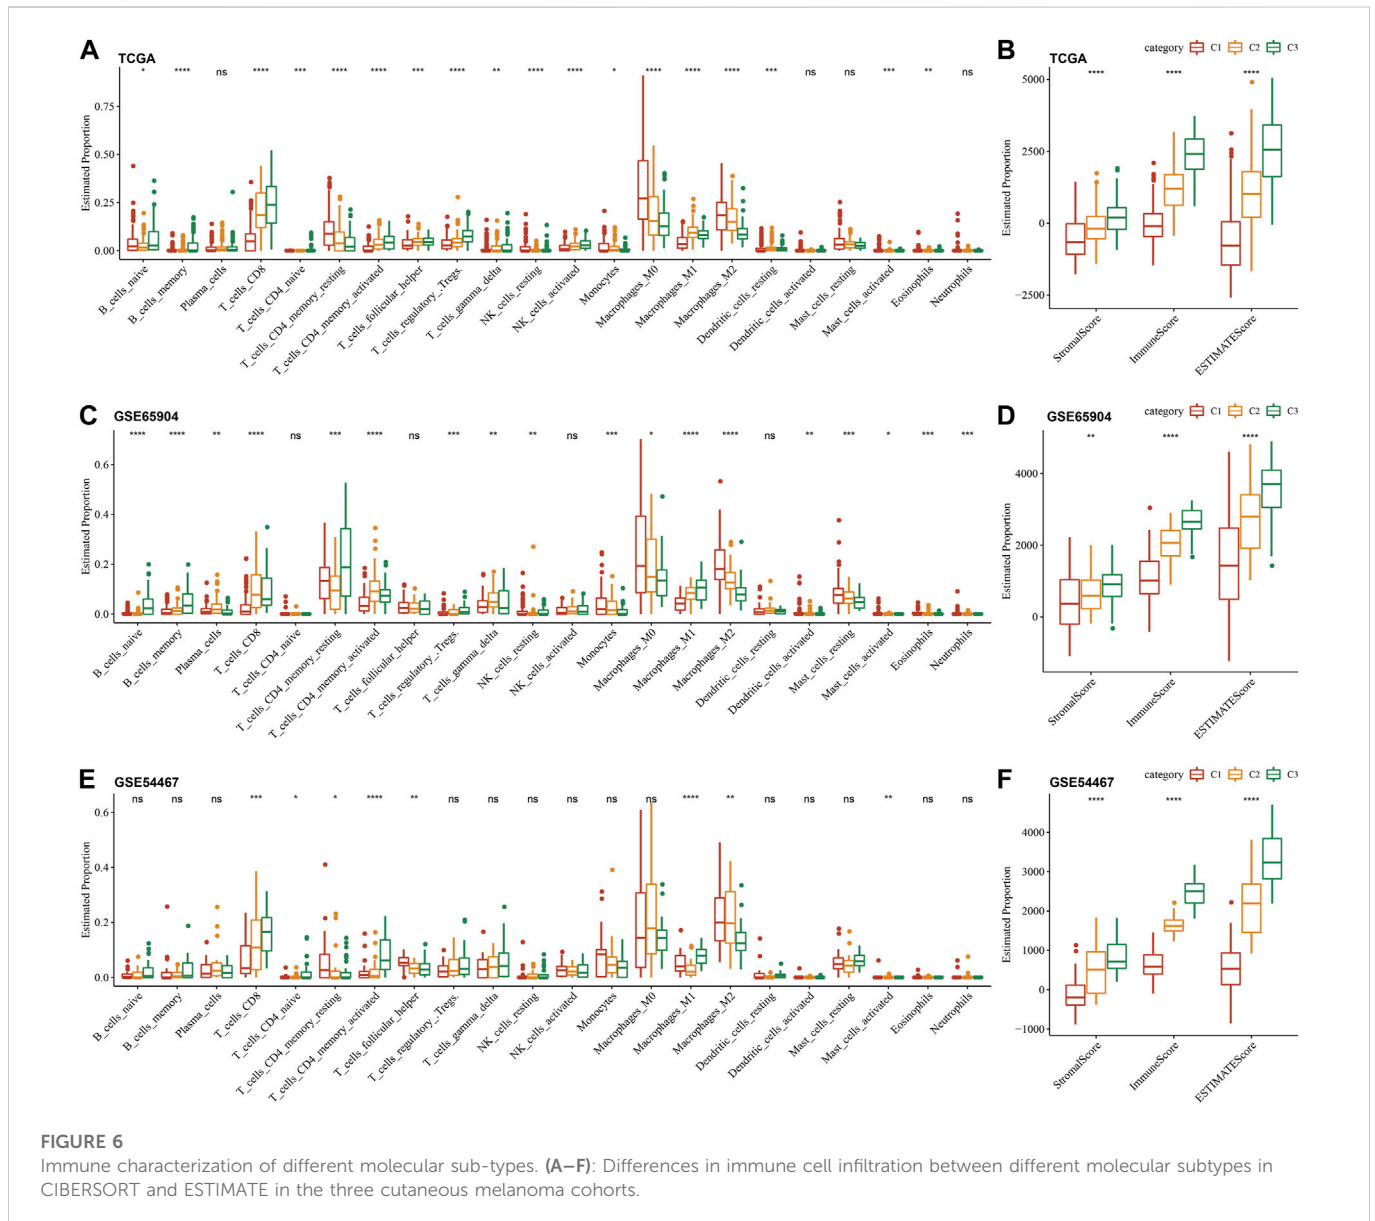 A
TCGA
* **** ns **** *** **** **** *** **** ** **** **** * **** **** **** *** ns ns *** ** ns
Estimated Proportion
0.75
0.50
0.25
0.00
B_cells_naive
B_cells_memory
Plasma_cells
T_cells_CD8
T_cells_CD4_naive
T_cells_CD4_memory_resting
T_cells_CD4_memory_activated
T_cells_follicular_helper
T_cells_regulatory_.Tregs.
T_cells_gamma_delta
NK_cells_resting
NK_cells_activated
Monocytes
Macrophages_M0
Macrophages_M1
Macrophages_M2
Dendritic_cells_resting
Dendritic_cells_activated
Mast_cells_resting
Mast_cells_activated
Eosinophils
Neutrophils
B
category C1 C2 C3
TCGA
**** **** ****
Estimated Proportion
5000
2500
0
−2500
StromalScore
ImmuneScore
ESTIMATEScore
C
GSE65904
**** **** ** **** ns *** **** ns *** ** ** ns *** * **** **** ns ** *** * *** ***
Estimated Proportion
0.6
0.4
0.2
0.0
B_cells_naive
B_cells_memory
Plasma_cells
T_cells_CD8
T_cells_CD4_naive
T_cells_CD4_memory_resting
T_cells_CD4_memory_activated
T_cells_follicular_helper
T_cells_regulatory_.Tregs.
T_cells_gamma_delta
NK_cells_resting
NK_cells_activated
Monocytes
Macrophages_M0
Macrophages_M1
Macrophages_M2
Dendritic_cells_resting
Dendritic_cells_activated
Mast_cells_resting
Mast_cells_activated
Eosinophils
Neutrophils
D
category C1 C2 C3
GSE65904
** **** ****
Estimated Proportion
4000
2000
0
StromalScore
ImmuneScore
ESTIMATEScore
E
GSE54467
ns ns ns *** * * **** ** ns ns ns ns ns ns **** ** ns ns ns ** ns ns
Estimated Proportion
0.6
0.4
0.2
0.0
B_cells_naive
B_cells_memory
Plasma_cells
T_cells_CD8
T_cells_CD4_naive
T_cells_CD4_memory_resting
T_cells_CD4_memory_activated
T_cells_follicular_helper
T_cells_regulatory_.Tregs.
T_cells_gamma_delta
NK_cells_resting
NK_cells_activated
Monocytes
Macrophages_M0
Macrophages_M1
Macrophages_M2
Dendritic_cells_resting
Dendritic_cells_activated
Mast_cells_resting
Mast_cells_activated
Eosinophils
Neutrophils
F
category C1 C2 C3
GSE54467
**** **** ****
Estimated Proportion
4000
3000
2000
1000
0
−1000
StromalScore
ImmuneScore
ESTIMATEScore
FIGURE 6
Immune characterization of different molecular sub-types. (A–F): Differences in immune cell infiltration between different molecular subtypes in
CIBERSORT and ESTIMATE in the three cutaneous melanoma cohorts.